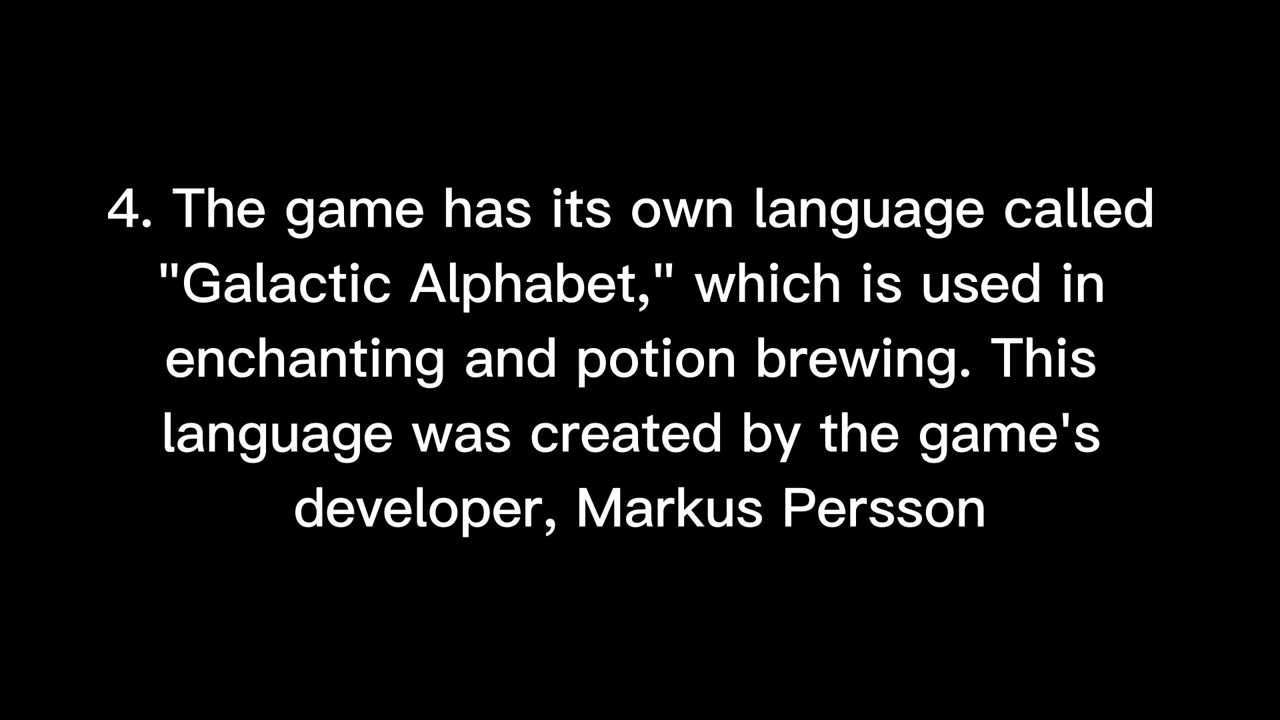 4. The game has its own language called
"Galactic Alphabet," which is used in
enchanting and potion brewing. This
language was created by the game's
developer, Markus Persson